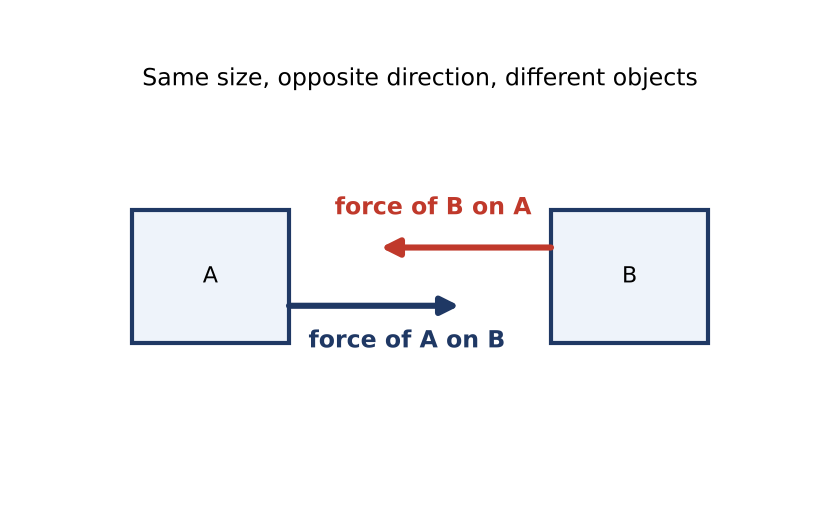 Same size, opposite direction, different objects
force of B on A
A
B
force of A on B